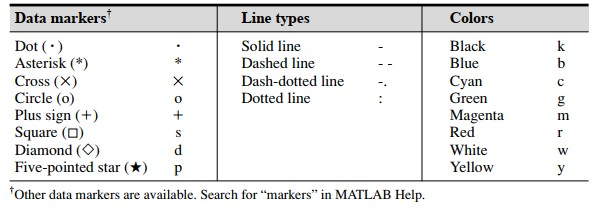 Data markers† Line types Colors
Dot (·) · Solid line - Black k
Asterisk (*) * Dashed line -- Blue b
Cross (×) × Dash-dotted line -. Cyan c
Circle (o) o Dotted line : Green g
Plus sign (+) + Magenta m
Square (□) s Red r
Diamond (◇) d White w
Five-pointed star (★) p Yellow y
†Other data markers are available. Search for “markers” in MATLAB Help.